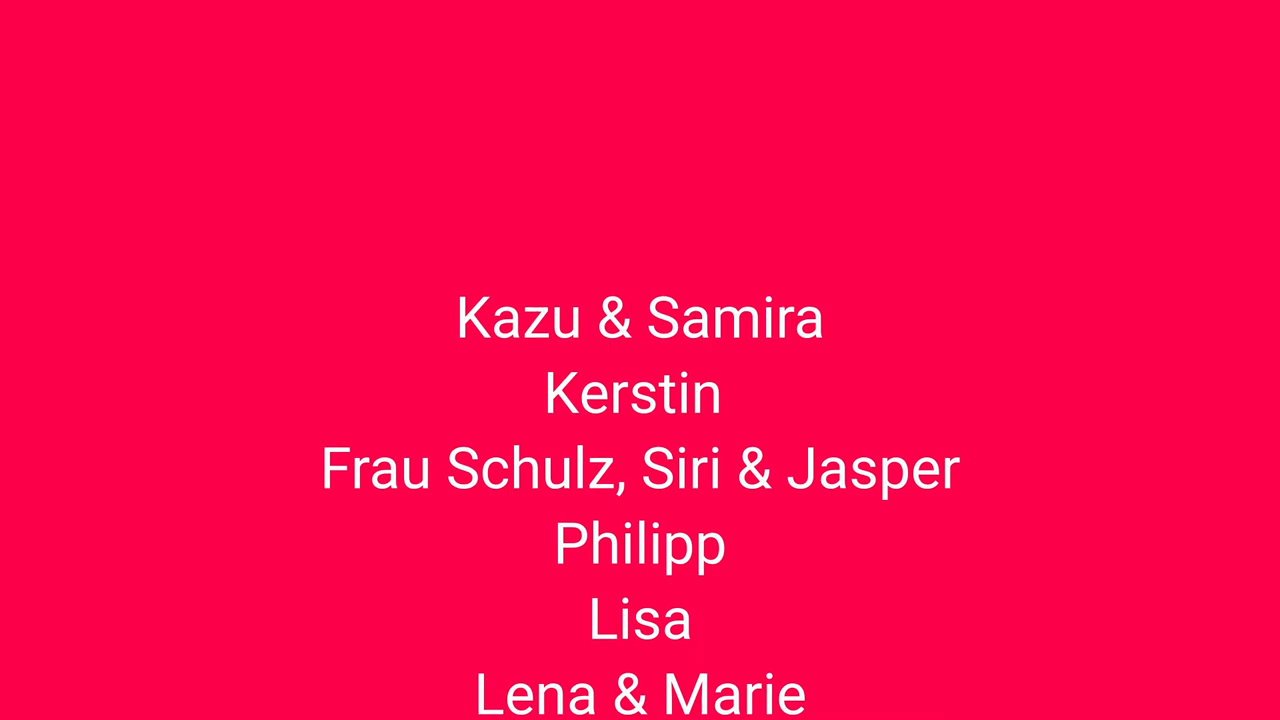 Kazu & Samira
Kerstin
Frau Schulz, Siri & Jasper
Philipp
Lisa
Lena & Marie